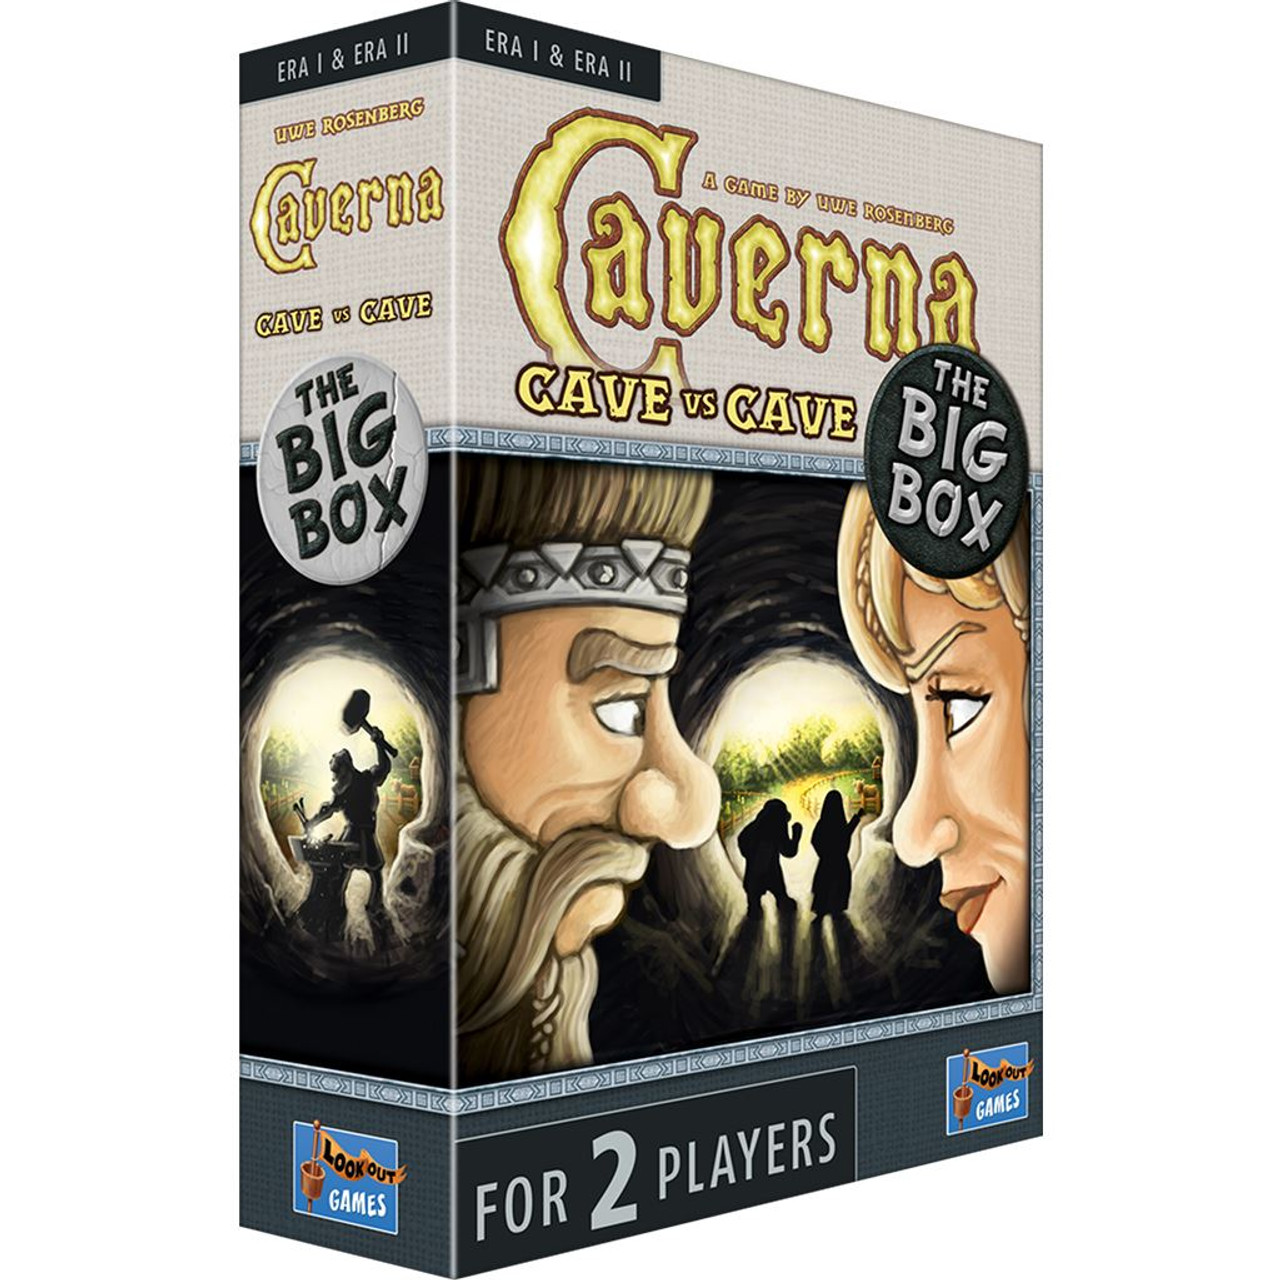 ERA I & ERA II
UWE ROSENBERG
Caverna
CAVE VS CAVE
THE
BIG
BOX
LOOKOUT
GAMES
ERA I & ERA II
A GAME BY UWE ROSENBERG
Caverna
CAVE VS CAVE
THE
BIG
BOX
FOR 2 PLAYERS
LOOKOUT
GAMES